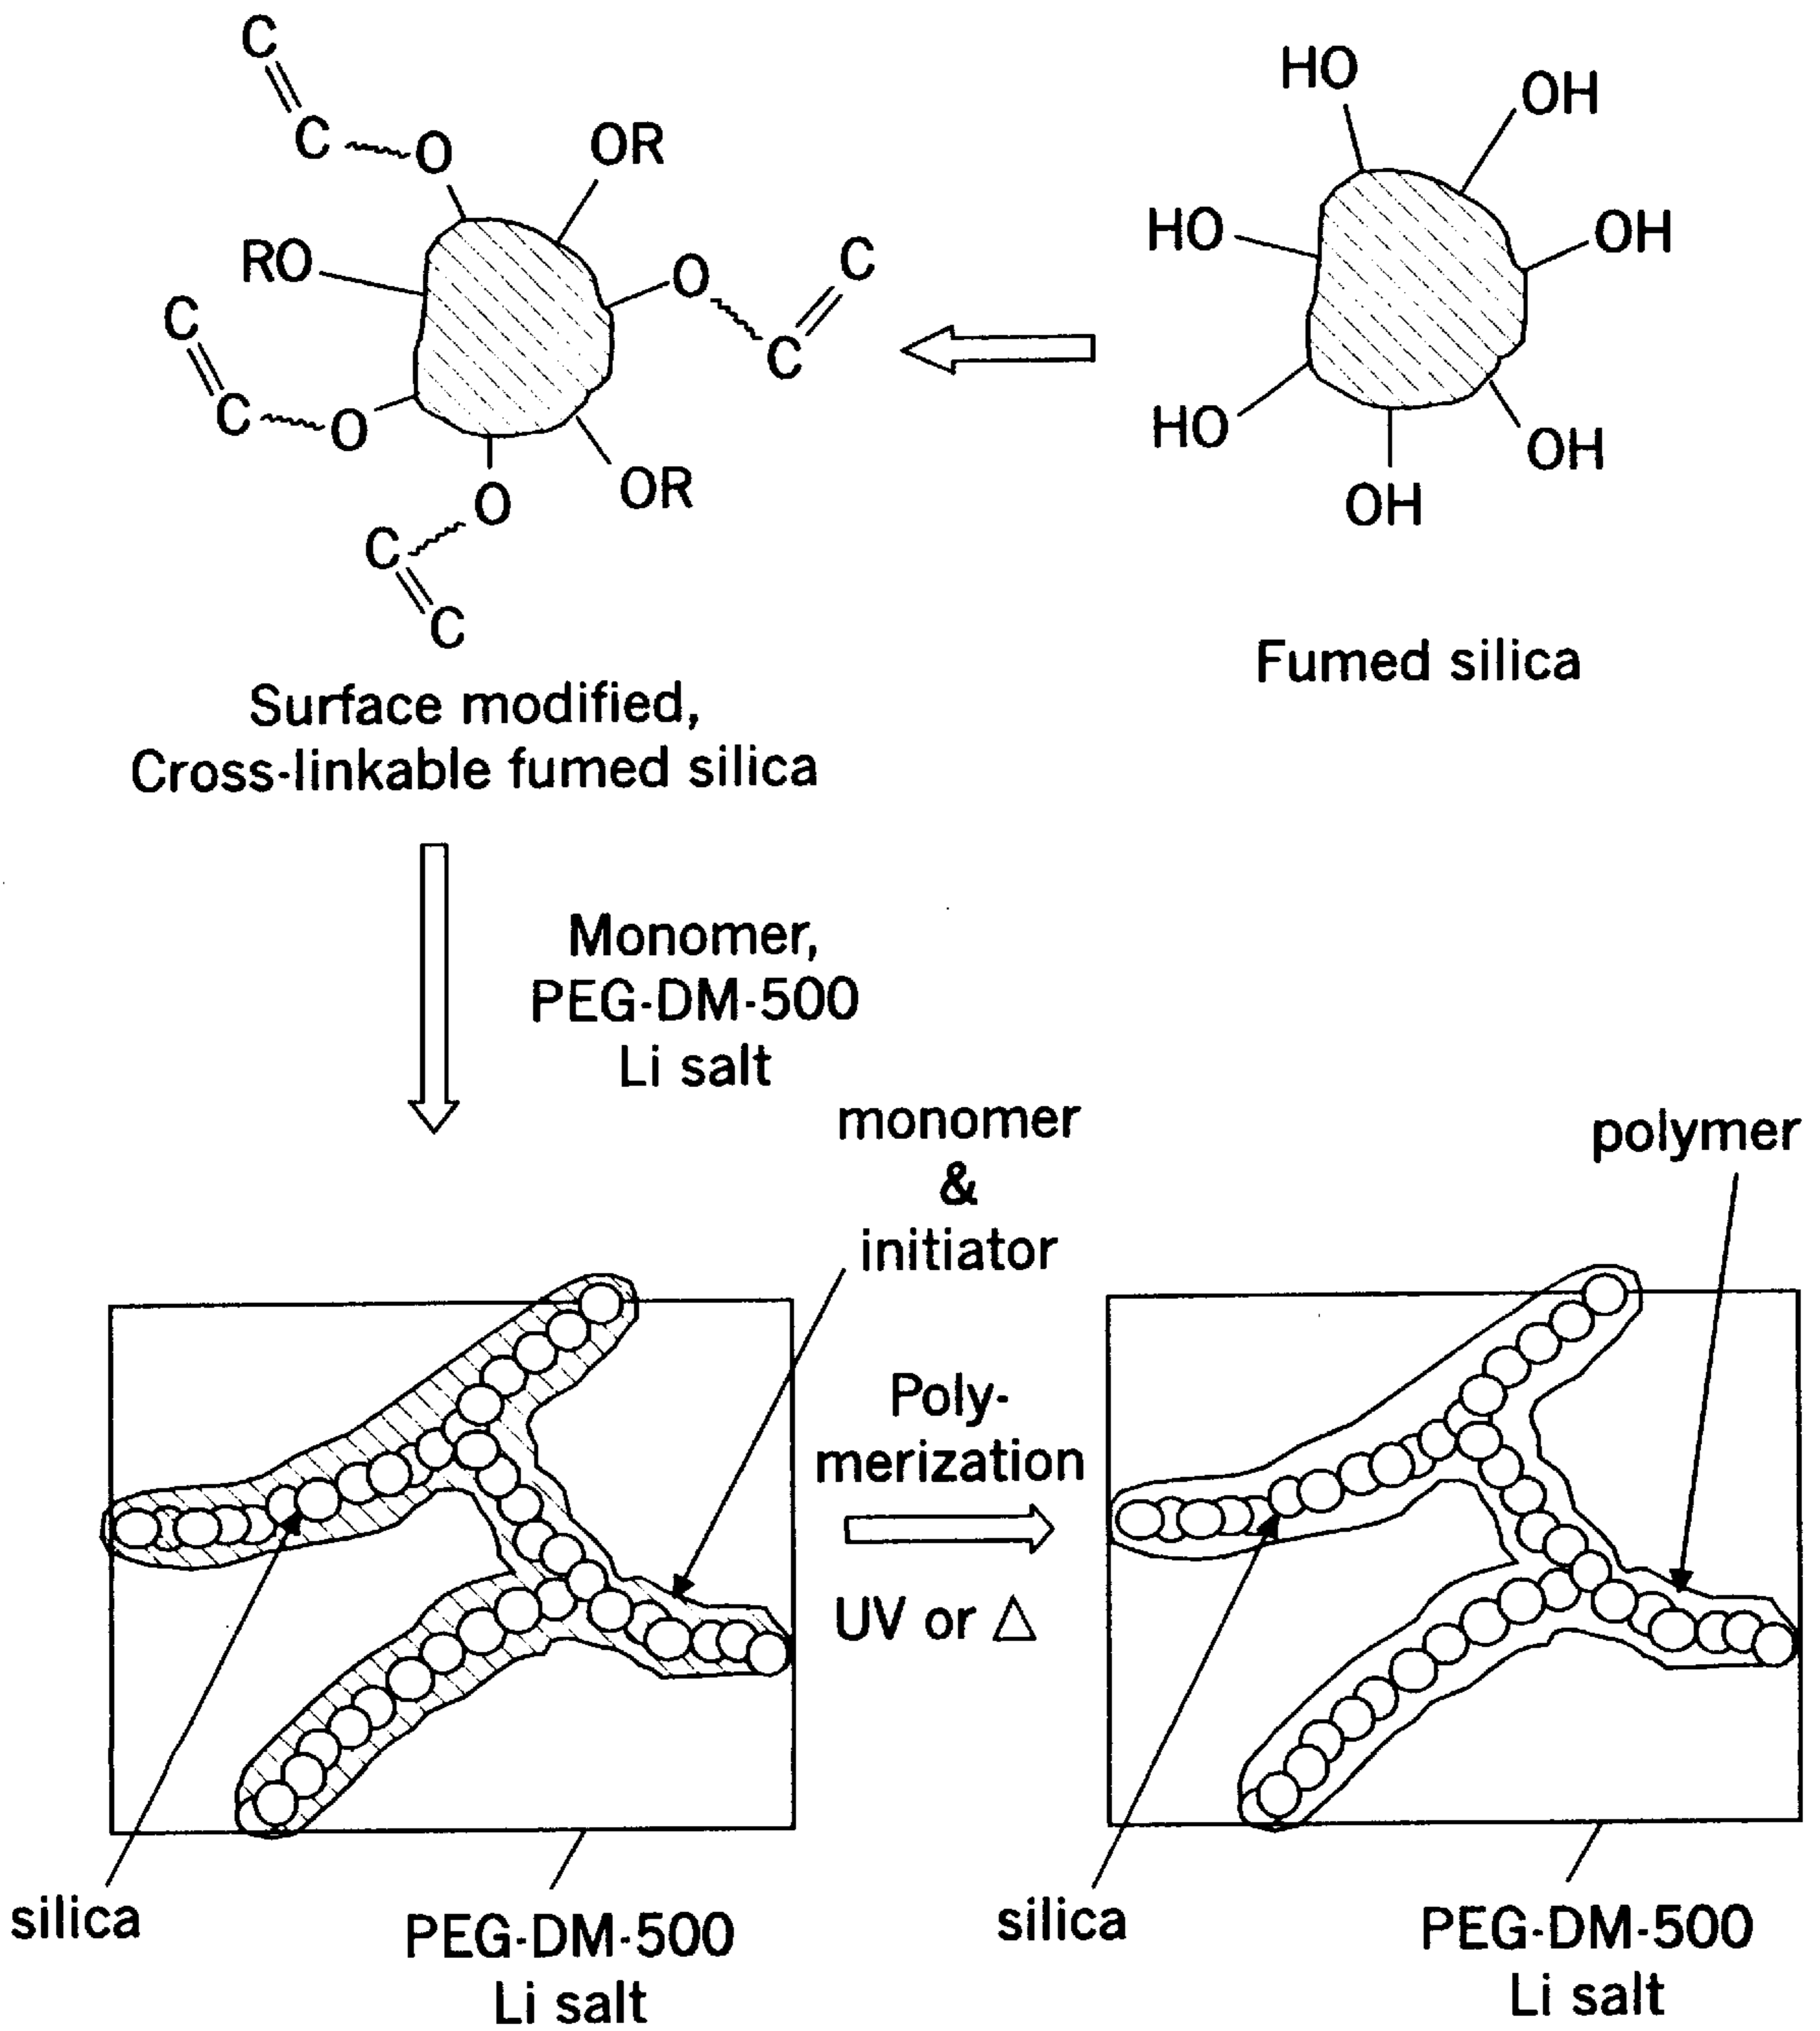 C
C
O
OR
RO
O
C
C
C
C
O
O
OR
C
C
HO
OH
HO
OH
HO
OH
OH
Fumed silica
Surface modified,
Cross-linkable fumed silica
Monomer,
PEG-DM-500
Li salt
monomer
&
initiator
polymer
Poly-
merization
UV or △
silica
PEG-DM-500
Li salt
silica
PEG-DM-500
Li salt